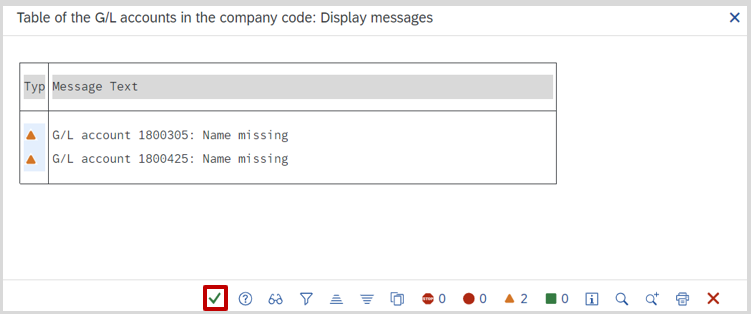 Table of the G/L accounts in the company code: Display messages
Typ Message Text
G/L account 1800305: Name missing
G/L account 1800425: Name missing
STOP 0 0 2 0